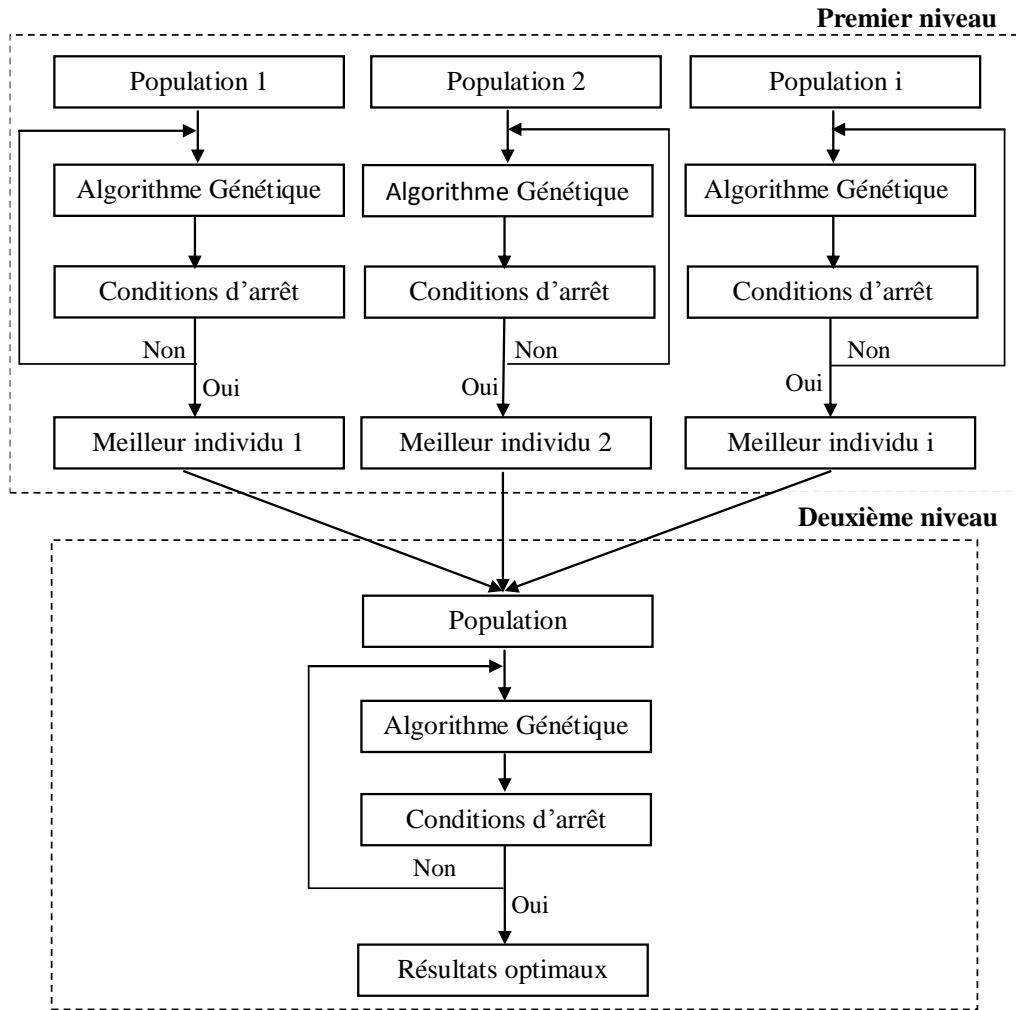 Premier niveau
Population 1
Population 2
Population i
Algorithme Génétique
Algorithme Génétique
Algorithme Génétique
Conditions d’arrêt
Conditions d’arrêt
Conditions d’arrêt
Non
Non
Non
Oui
Oui
Oui
Meilleur individu 1
Meilleur individu 2
Meilleur individu i
Deuxième niveau
Population
Algorithme Génétique
Conditions d’arrêt
Non
Oui
Résultats optimaux